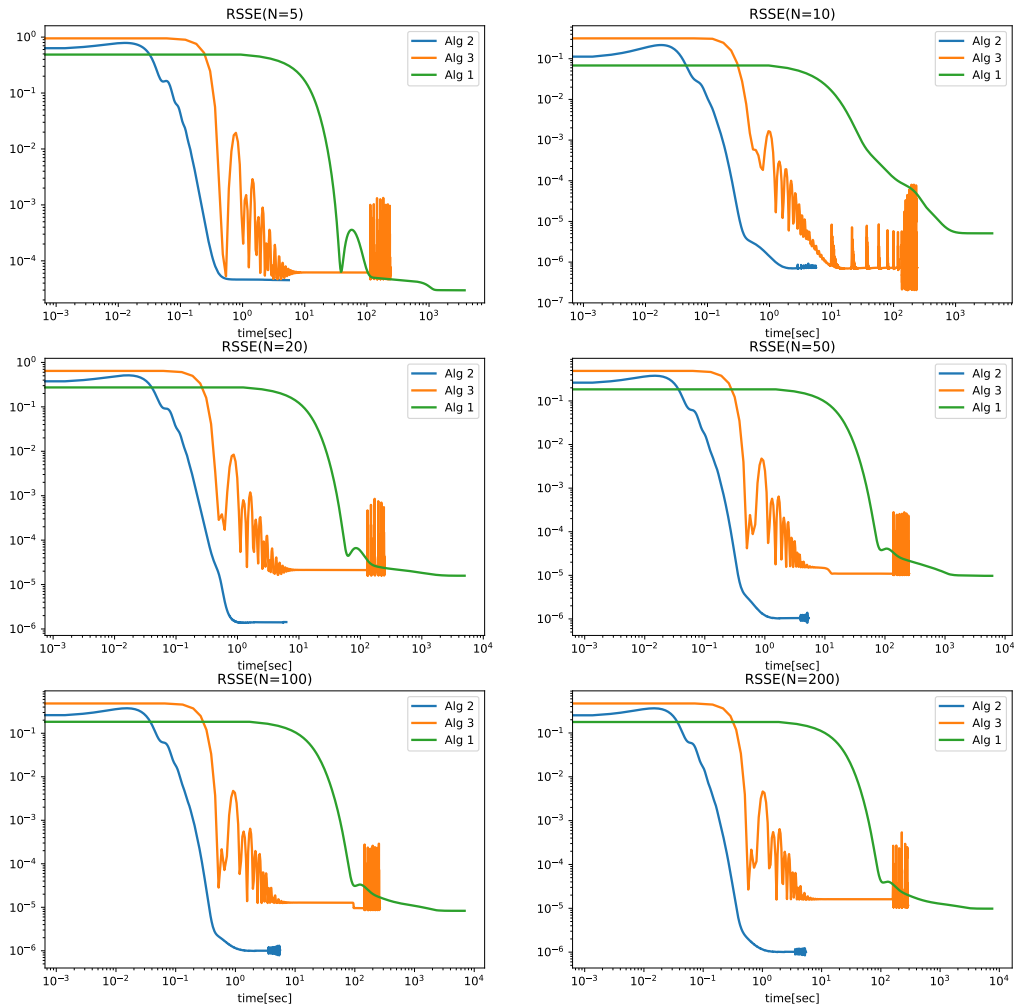 RSSE(N=5)
10^0
10^-1
10^-2
10^-3
10^-4
Alg 2
Alg 3
Alg 1
10^-3 10^-2 10^-1 10^0 10^1 10^2 10^3
time[sec]
RSSE(N=10)
10^-1
10^-2
10^-3
10^-4
10^-5
10^-6
10^-7
Alg 2
Alg 3
Alg 1
10^-3 10^-2 10^-1 10^0 10^1 10^2 10^3
time[sec]
RSSE(N=20)
10^0
10^-1
10^-2
10^-3
10^-4
10^-5
10^-6
Alg 2
Alg 3
Alg 1
10^-3 10^-2 10^-1 10^0 10^1 10^2 10^3 10^4
time[sec]
RSSE(N=50)
10^-1
10^-2
10^-3
10^-4
10^-5
10^-6
Alg 2
Alg 3
Alg 1
10^-3 10^-2 10^-1 10^0 10^1 10^2 10^3 10^4
time[sec]
RSSE(N=100)
10^-1
10^-2
10^-3
10^-4
10^-5
10^-6
Alg 2
Alg 3
Alg 1
10^-3 10^-2 10^-1 10^0 10^1 10^2 10^3 10^4
time[sec]
RSSE(N=200)
10^-1
10^-2
10^-3
10^-4
10^-5
10^-6
Alg 2
Alg 3
Alg 1
10^-3 10^-2 10^-1 10^0 10^1 10^2 10^3 10^4
time[sec]